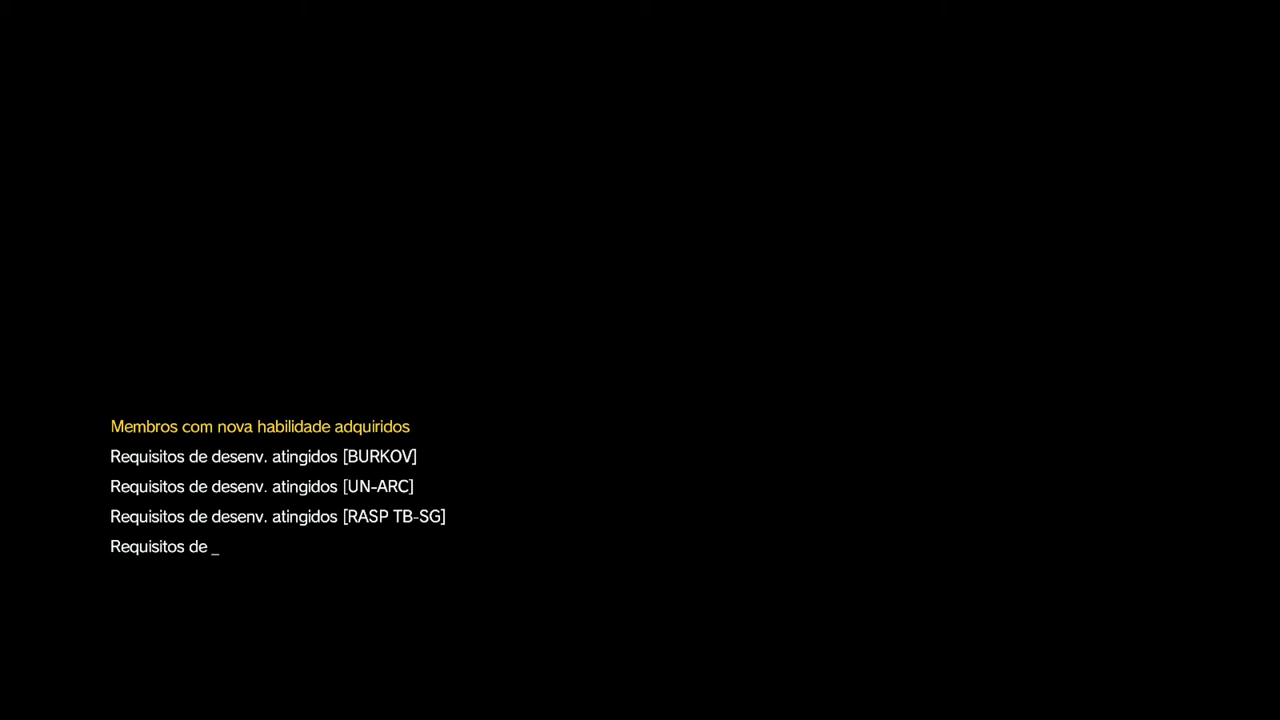 Membros com nova habilidade adquiridos
Requisitos de desenv. atingidos [BURKOV]
Requisitos de desenv. atingidos [UN-ARC]
Requisitos de desenv. atingidos [RASP TB-SG]
Requisitos de _